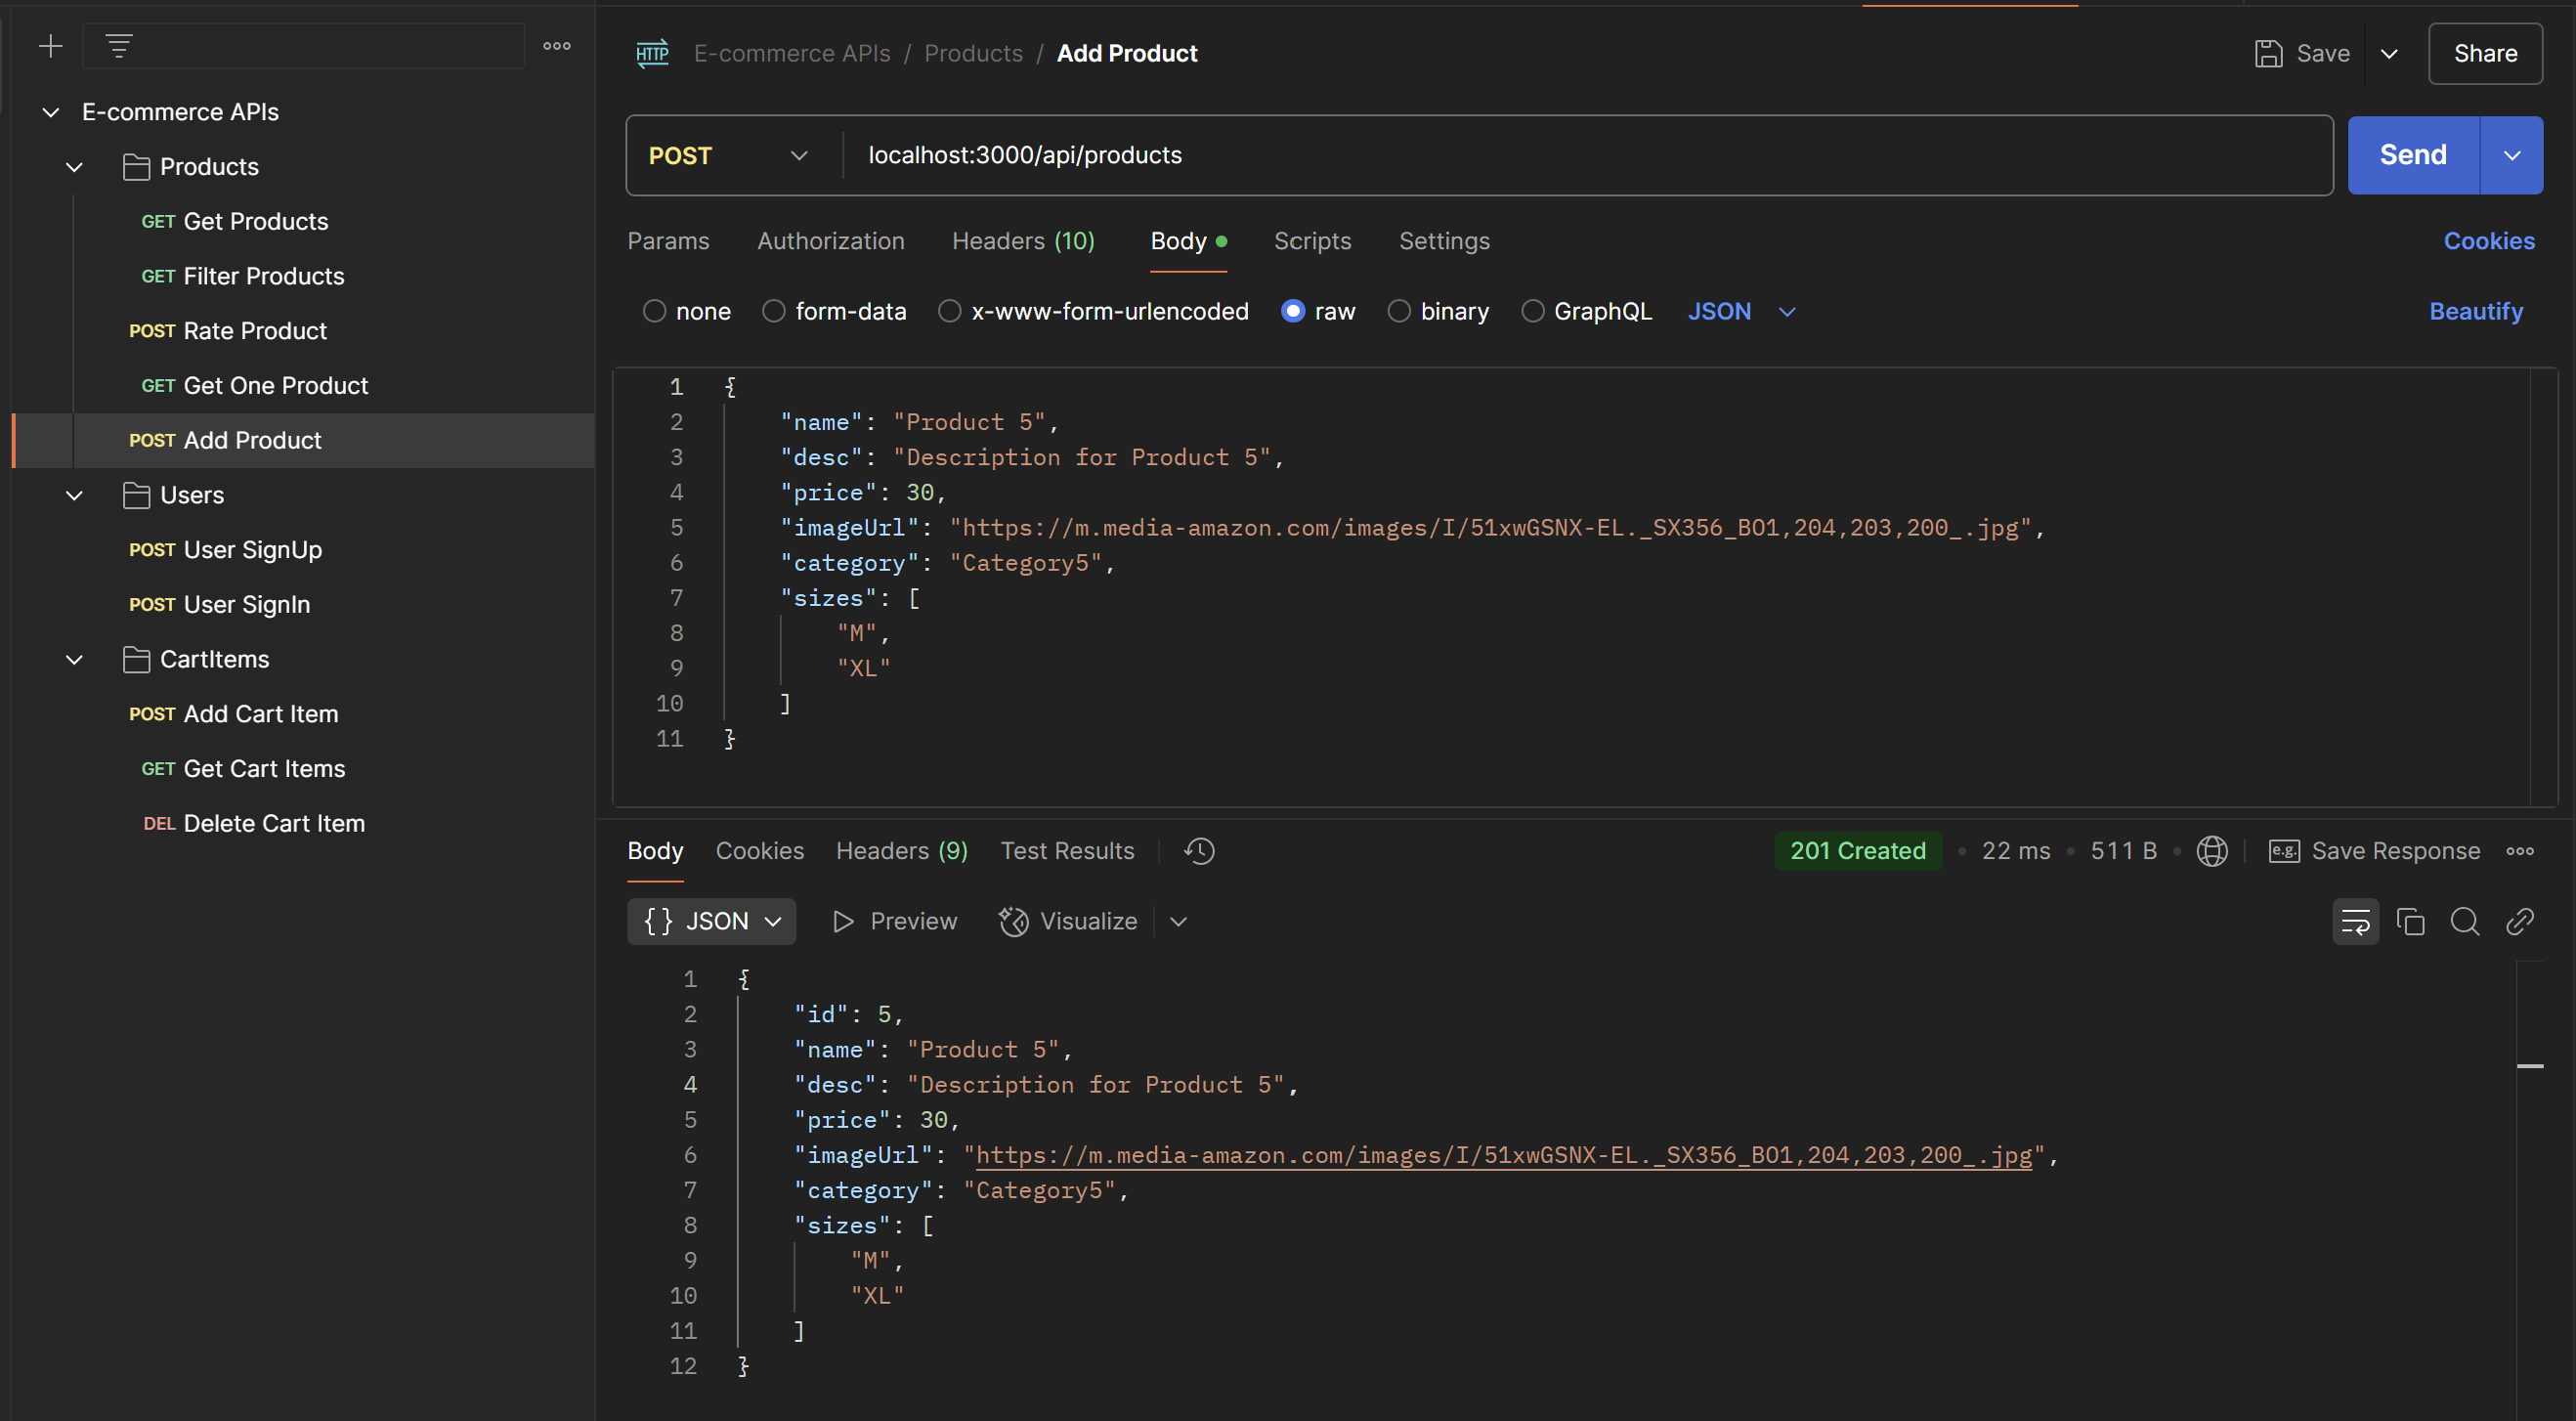 E-commerce APIs
Products
GET Get Products
GET Filter Products
POST Rate Product
GET Get One Product
POST Add Product
Users
POST User SignUp
POST User SignIn
CartItems
POST Add Cart Item
GET Get Cart Items
DEL Delete Cart Item
HTTP E-commerce APIs / Products / Add Product
Save Share
POST localhost:3000/api/products Send
Params Authorization Headers (10) Body Scripts Settings Cookies
none form-data x-www-form-urlencoded raw binary GraphQL JSON Beautify
1 {
2 "name": "Product 5",
3 "desc": "Description for Product 5",
4 "price": 30,
5 "imageUrl": "https://m.media-amazon.com/images/I/51xwGSNX-EL._SX356_BO1,204,203,200_.jpg",
6 "category": "Category5",
7 "sizes": [
8 "M",
9 "XL"
10 ]
11 }
Body Cookies Headers (9) Test Results 201 Created • 22 ms • 511 B • e.g. Save Response
{} JSON Preview Visualize
1 {
2 "id": 5,
3 "name": "Product 5",
4 "desc": "Description for Product 5",
5 "price": 30,
6 "imageUrl": "https://m.media-amazon.com/images/I/51xwGSNX-EL._SX356_BO1,204,203,200_.jpg",
7 "category": "Category5",
8 "sizes": [
9 "M",
10 "XL"
11 ]
12 }